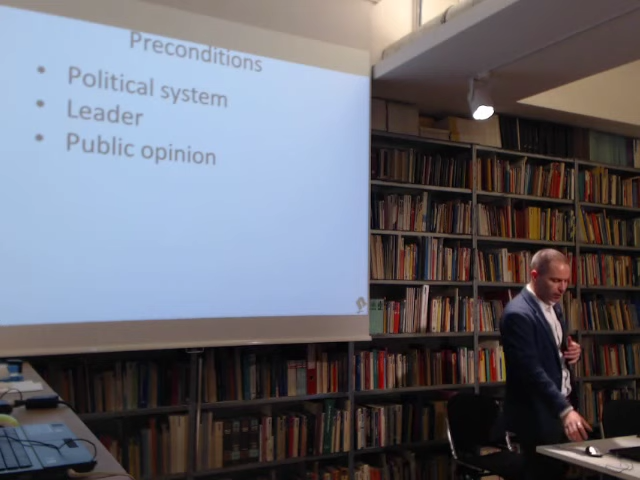 Preconditions
• Political system
• Leader
• Public opinion